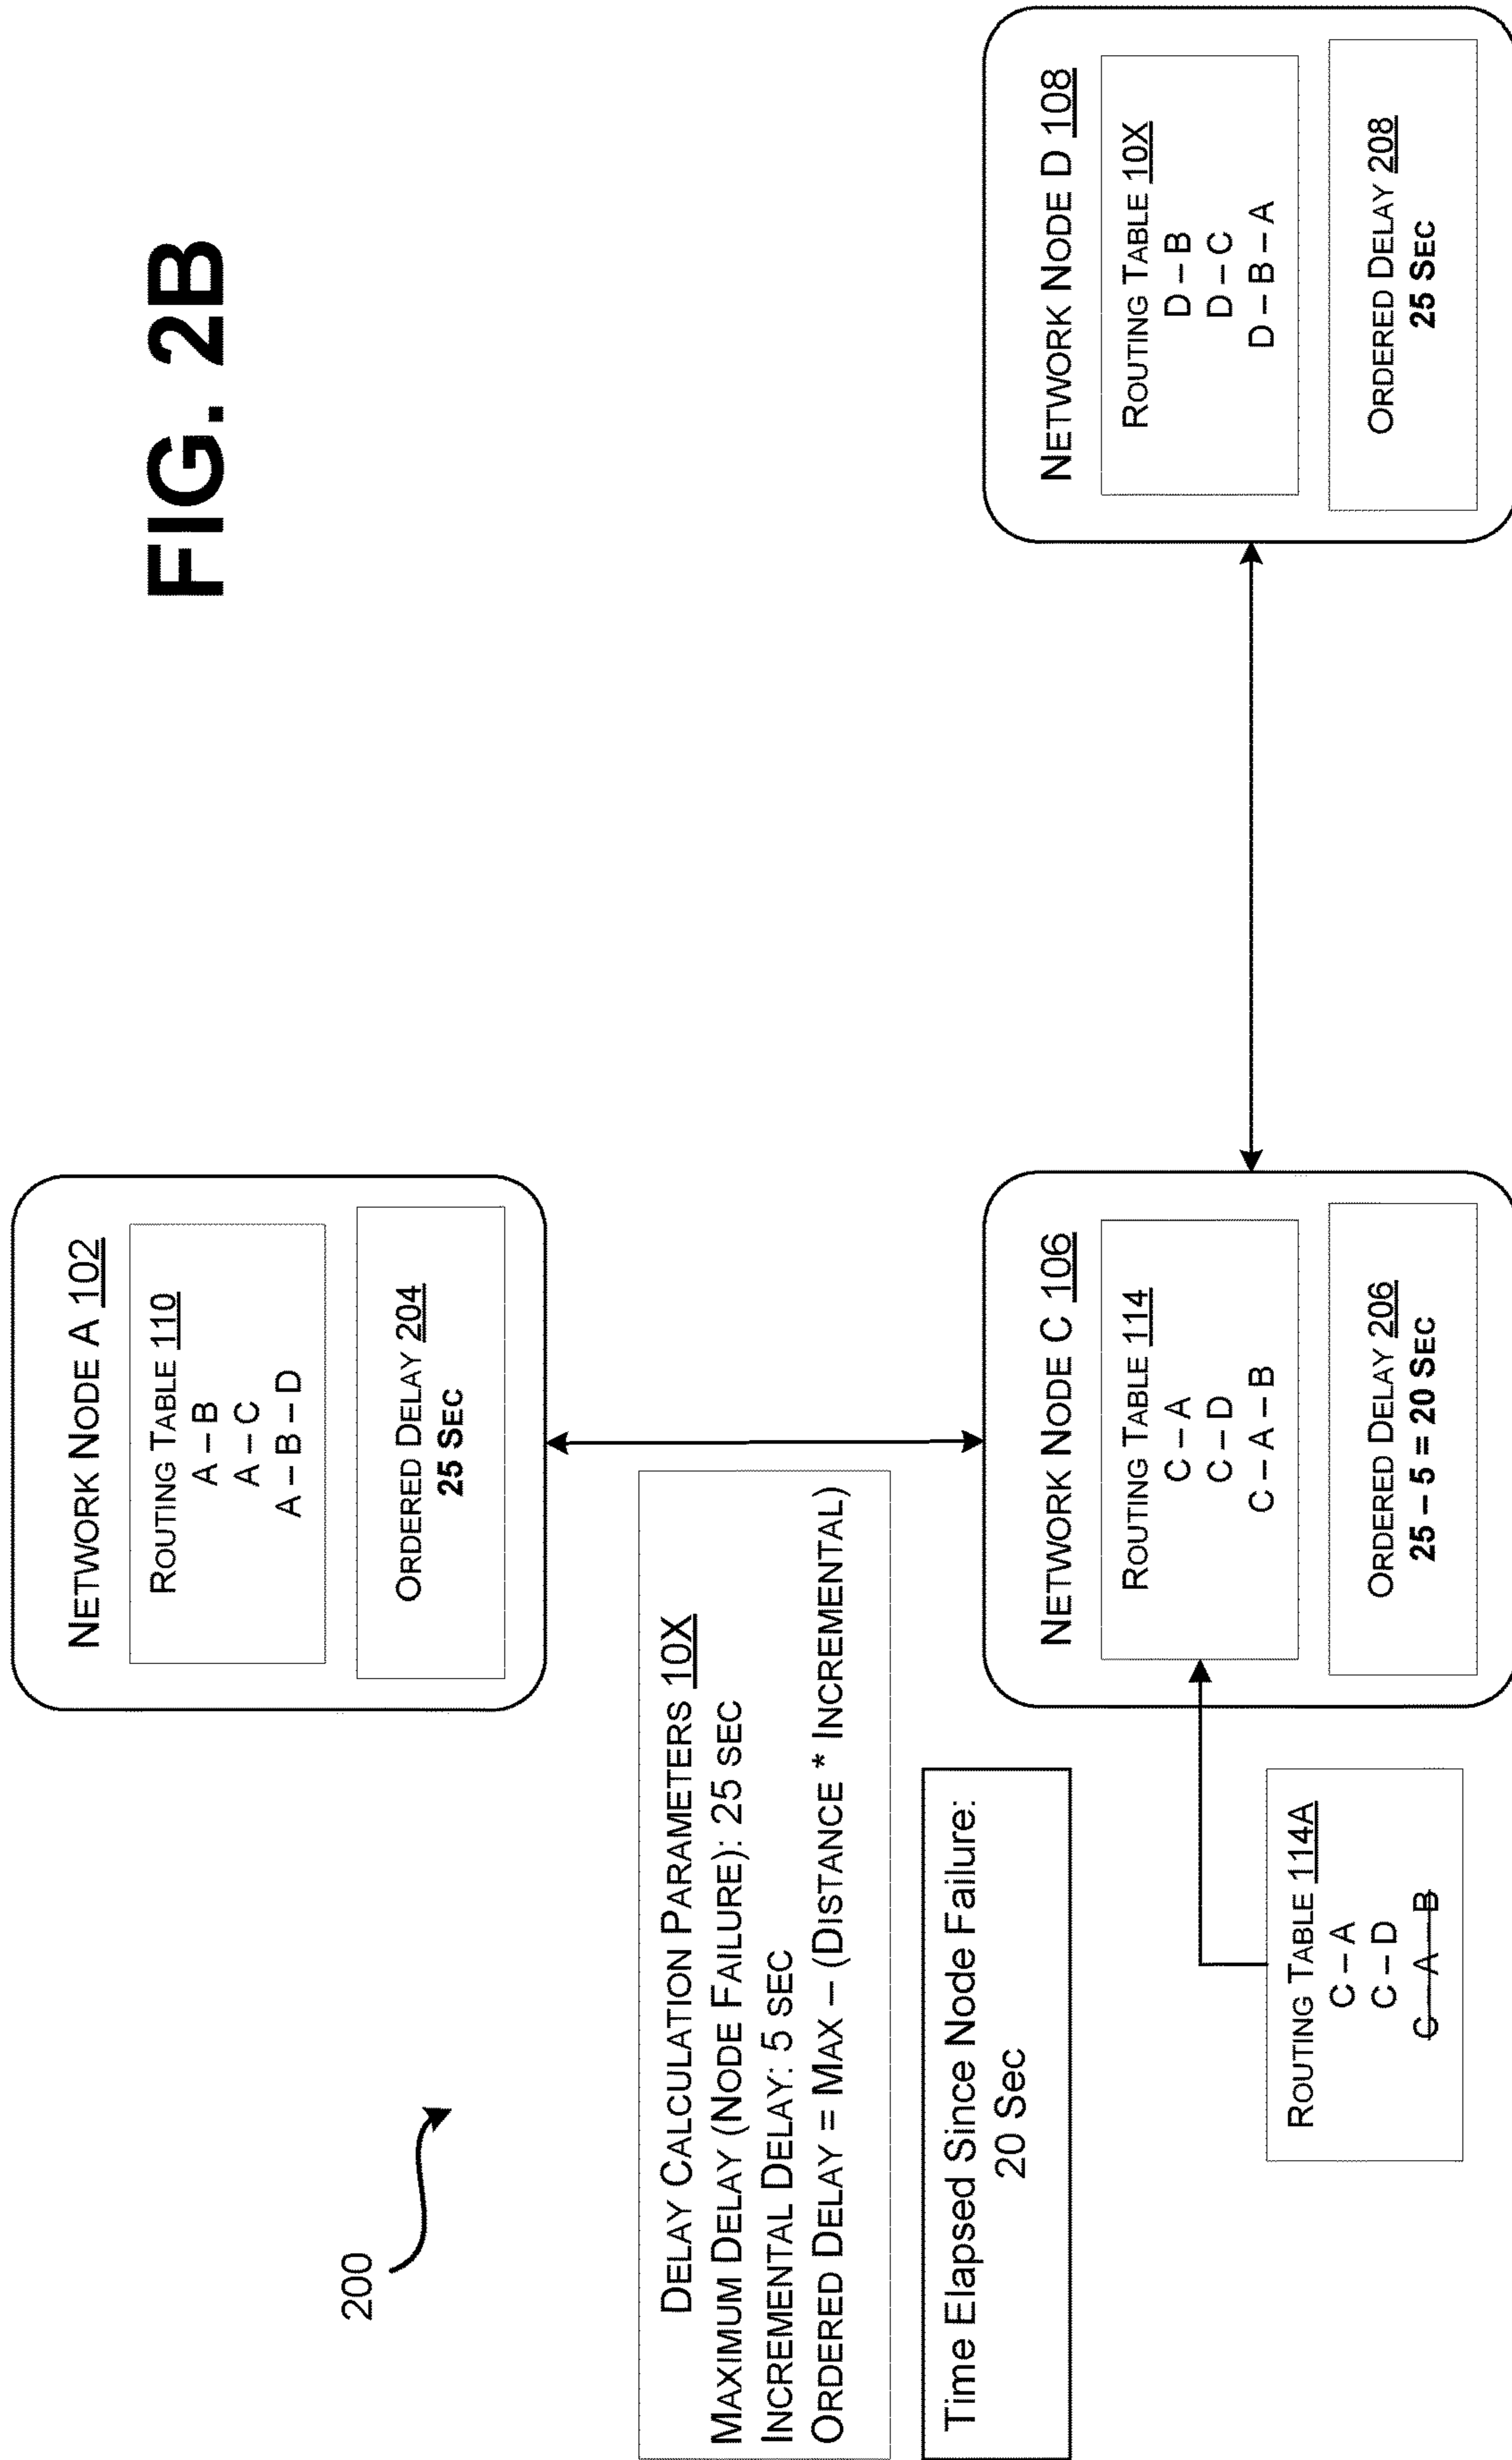 FIG. 2B
200
NETWORK NODE A 102
ROUTING TABLE 110
A – B
A – C
A – B – D
ORDERED DELAY 204
25 SEC
DELAY CALCULATION PARAMETERS 10X
MAXIMUM DELAY (NODE FAILURE): 25 SEC
INCREMENTAL DELAY: 5 SEC
ORDERED DELAY = MAX – (DISTANCE * INCREMENTAL)
Time Elapsed Since Node Failure:
20 Sec
ROUTING TABLE 114A
C – A
C – D
C – A – B
NETWORK NODE C 106
ROUTING TABLE 114
C – A
C – D
C – A – B
ORDERED DELAY 206
25 – 5 = 20 SEC
NETWORK NODE D 108
ROUTING TABLE 10X
D – B
D – C
D – B – A
ORDERED DELAY 208
25 SEC